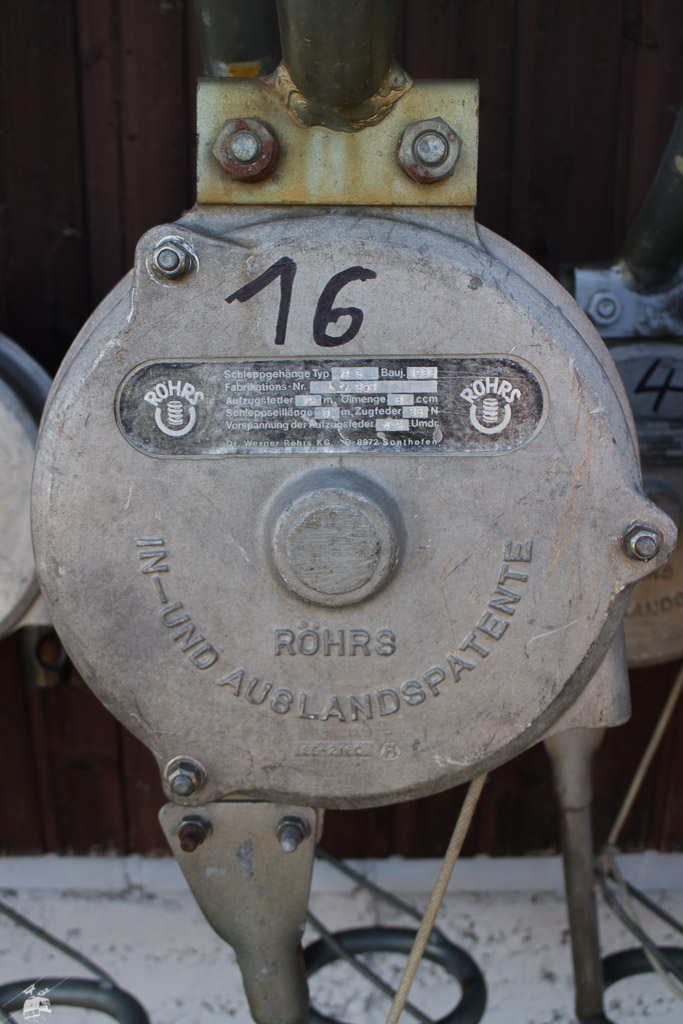 16
RÖHRS
Schleppgehänge Typ Bauj.
Fabrikations-Nr.
Aufzugsfeder m, Ölmenge ccm
Schleppseillänge m, Zugfeder N
Vorspannung der Aufzugsfeder Umdr.
Dr. Werner Röhrs KG. D-8972 Sonthofen
RÖHRS
RÖHRS
IN-UND AUSLANDSPATENTE
4